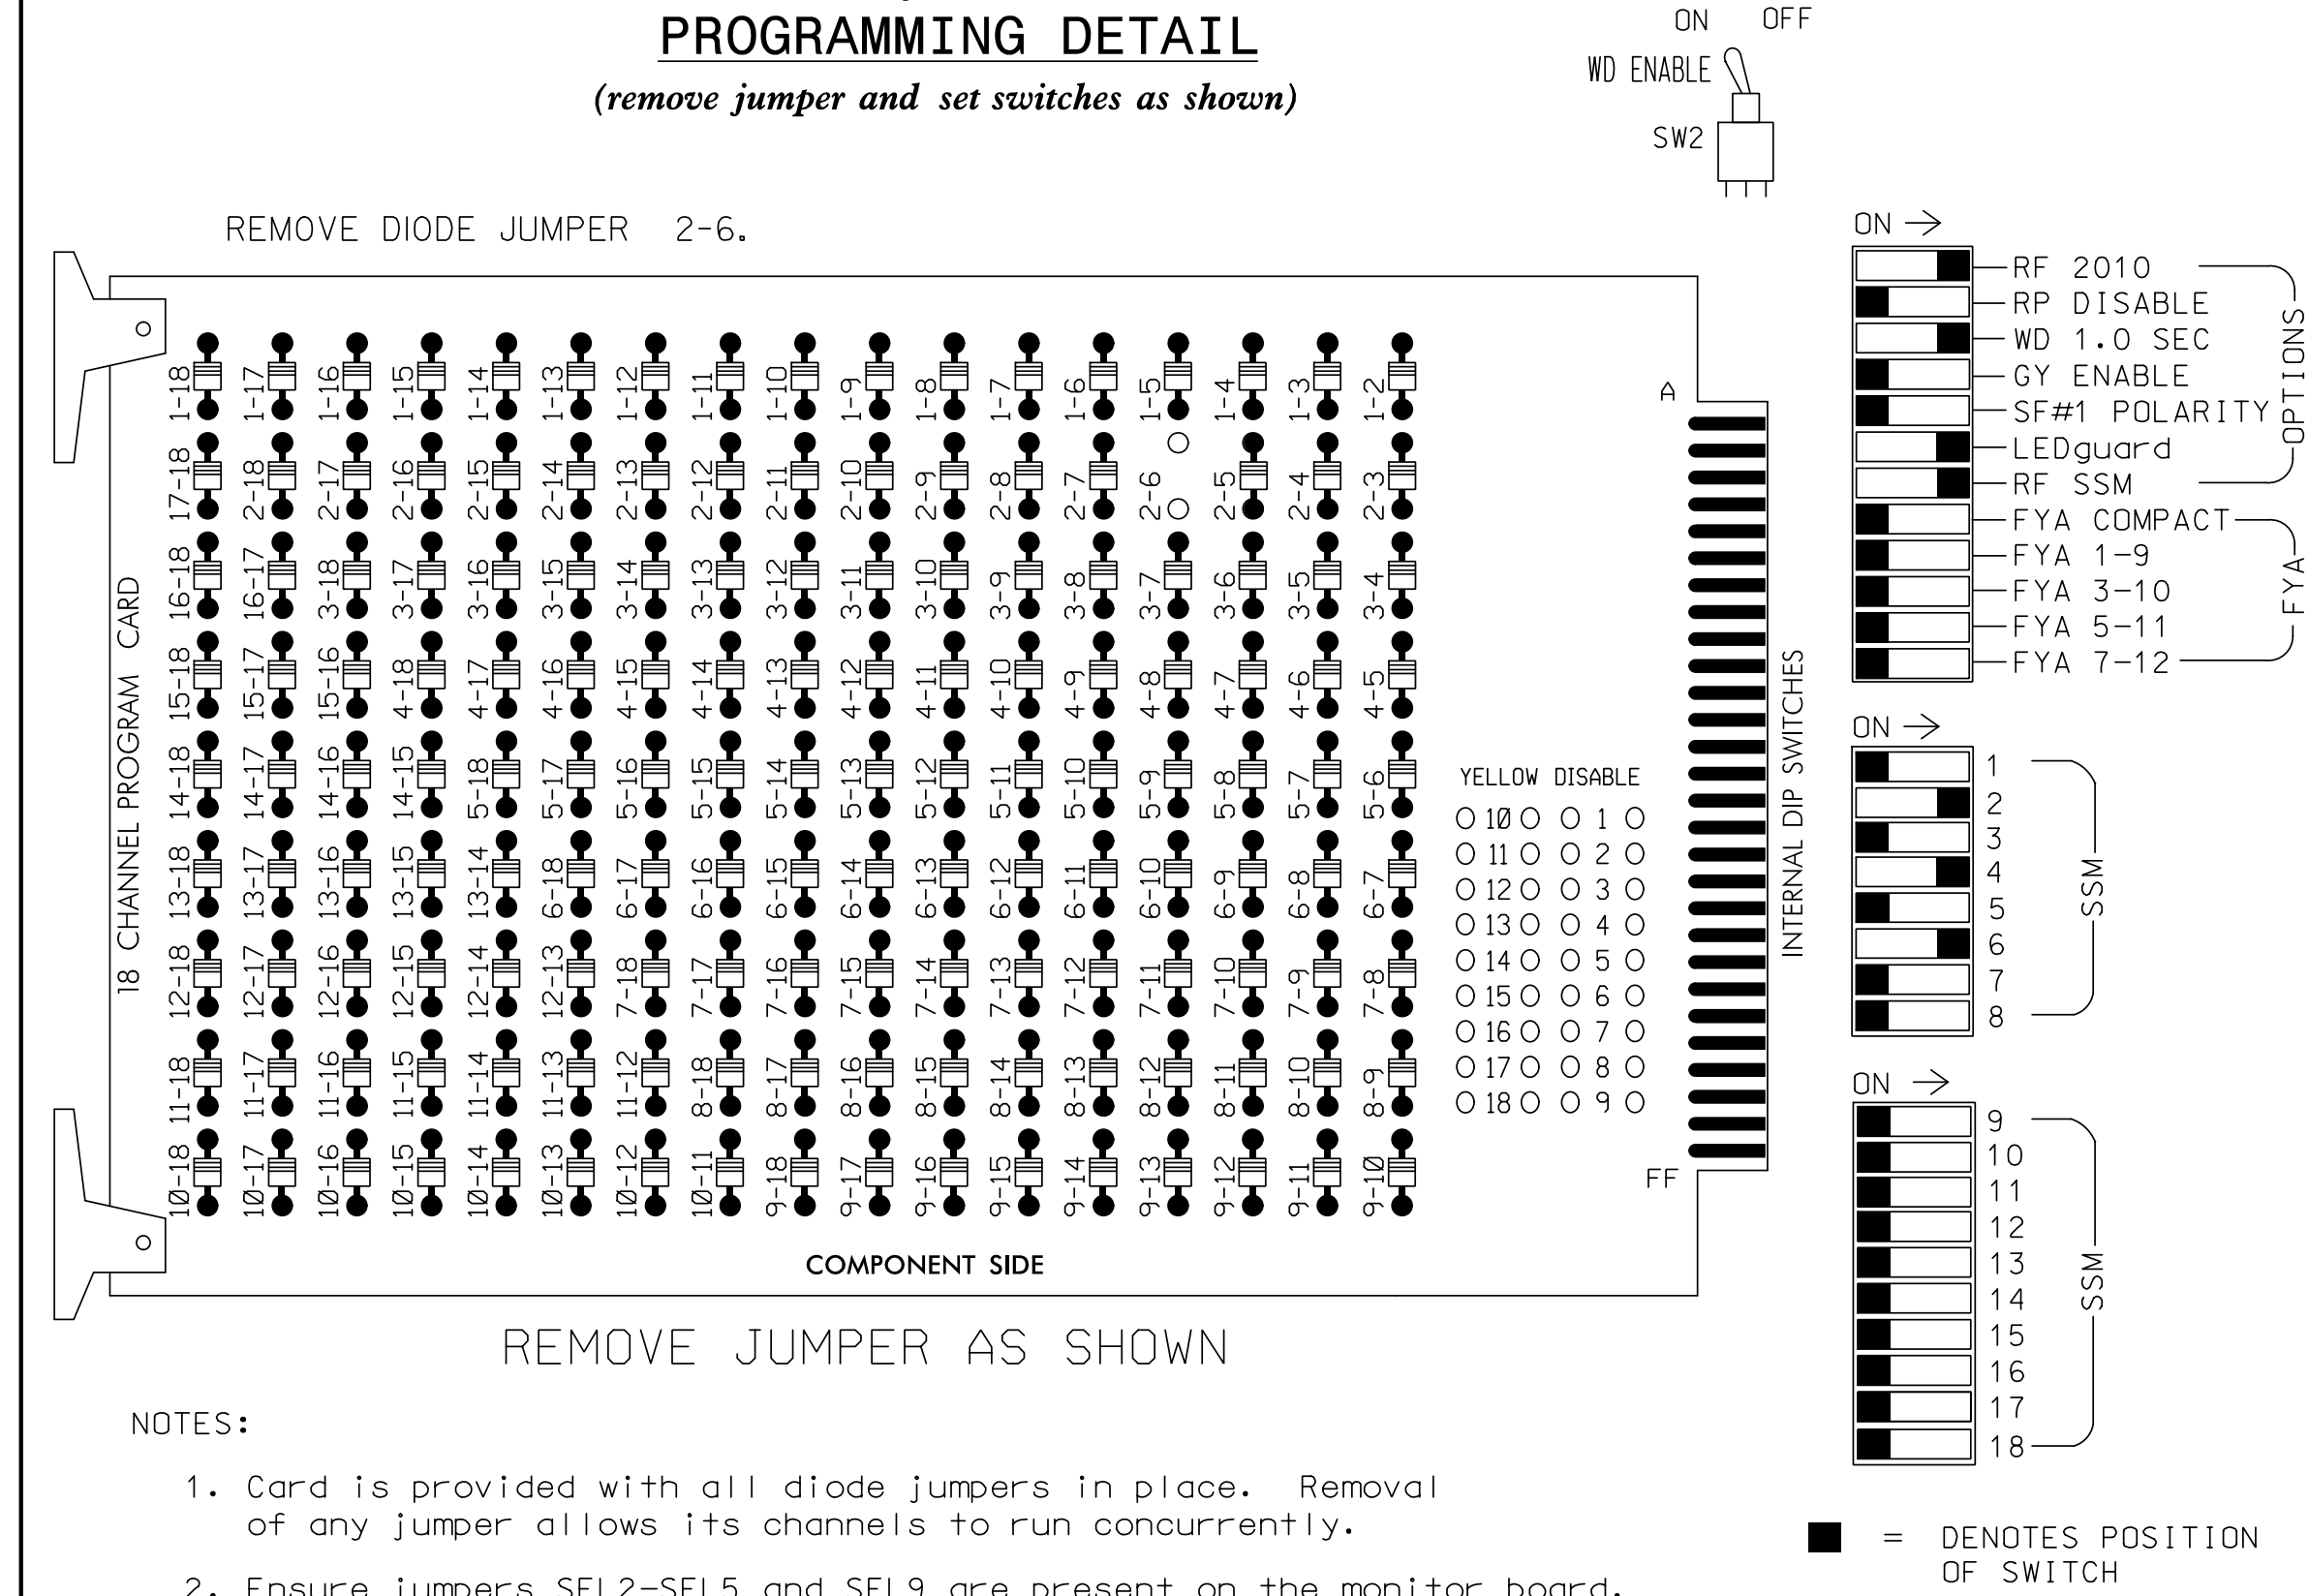 PROGRAMMING DETAIL
(remove jumper and set switches as shown)
ON OFF
WD ENABLE
SW2
REMOVE DIODE JUMPER 2-6.
18 CHANNEL PROGRAM CARD
1-18 1-17 1-16 1-15 1-14 1-13 1-12 1-11 1-10 1-9 1-8 1-7 1-6 1-5 1-4 1-3 1-2
17-18 2-18 2-17 2-16 2-15 2-14 2-13 2-12 2-11 2-10 2-9 2-8 2-7 2-6 2-5 2-4 2-3
16-18 16-17 3-18 3-17 3-16 3-15 3-14 3-13 3-12 3-11 3-10 3-9 3-8 3-7 3-6 3-5 3-4
15-18 15-17 15-16 4-18 4-17 4-16 4-15 4-14 4-13 4-12 4-11 4-10 4-9 4-8 4-7 4-6 4-5
14-18 14-17 14-16 14-15 5-18 5-17 5-16 5-15 5-14 5-13 5-12 5-11 5-10 5-9 5-8 5-7 5-6
13-18 13-17 13-16 13-15 13-14 6-18 6-17 6-16 6-15 6-14 6-13 6-12 6-11 6-10 6-9 6-8 6-7
12-18 12-17 12-16 12-15 12-14 12-13 7-18 7-17 7-16 7-15 7-14 7-13 7-12 7-11 7-10 7-9 7-8
11-18 11-17 11-16 11-15 11-14 11-13 11-12 8-18 8-17 8-16 8-15 8-14 8-13 8-12 8-11 8-10 8-9
10-18 10-17 10-16 10-15 10-14 10-13 10-12 10-11 9-18 9-17 9-16 9-15 9-14 9-13 9-12 9-11 9-10
A
YELLOW DISABLE
10 1
11 2
12 3
13 4
14 5
15 6
16 7
17 8
18 9
FF
COMPONENT SIDE
INTERNAL DIP SWITCHES
ON
RF 2010
RP DISABLE
WD 1.0 SEC
GY ENABLE
SF#1 POLARITY
LEDguard
RF SSM
OPTIONS
FYA COMPACT
FYA 1-9
FYA 3-10
FYA 5-11
FYA 7-12
FYA
ON
1
2
3
4
5
6
7
8
SSM
ON
9
10
11
12
13
14
15
16
17
18
SSM
REMOVE JUMPER AS SHOWN
NOTES:
1. Card is provided with all diode jumpers in place. Removal
of any jumper allows its channels to run concurrently.
2. Ensure jumpers SEL2-SEL5 and SEL9 are present on the monitor board.
= DENOTES POSITION
OF SWITCH